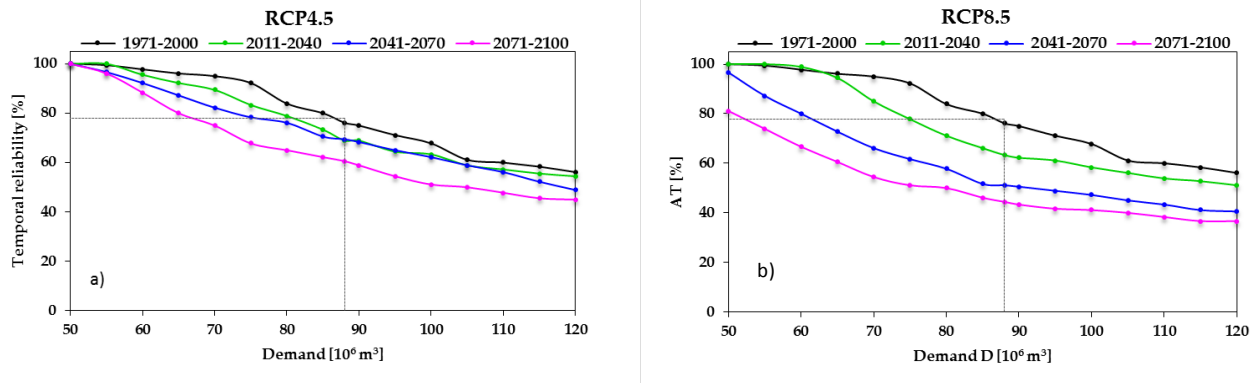 RCP4.5
1971-2000 2011-2040 2041-2070 2071-2100
Temporal reliability [%]
100
80
60
40
20
0
a)
50 60 70 80 90 100 110 120
Demand [10⁶ m³]
RCP8.5
1971-2000 2011-2040 2041-2070 2071-2100
AT [%]
100
80
60
40
20
0
b)
50 60 70 80 90 100 110 120
Demand D [10⁶ m³]